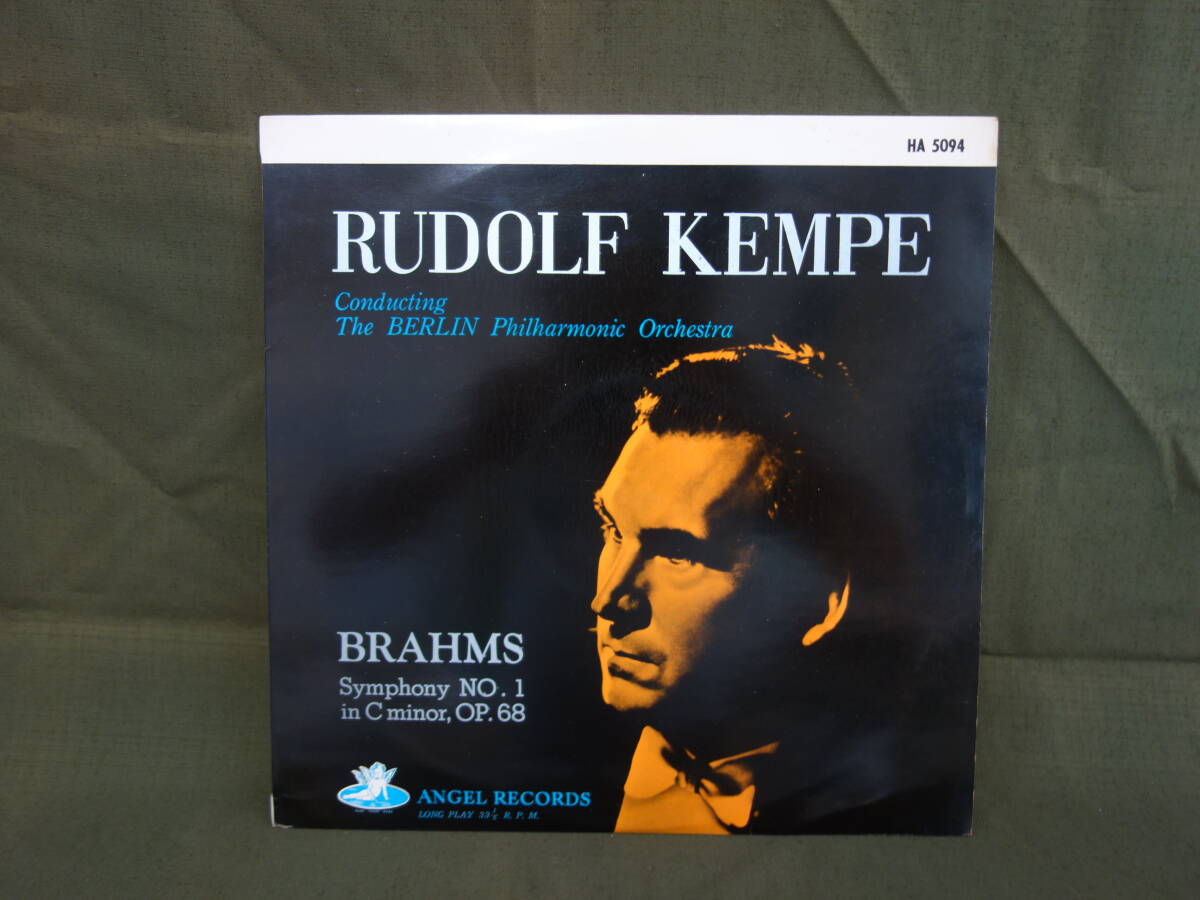 HA 5094
RUDOLF KEMPE
Conducting
The BERLIN Philharmonic Orchestra
BRAHMS
Symphony NO. 1
in C minor, OP. 68
ANGEL RECORDS
LONG PLAY 33⅓ R. P. M.